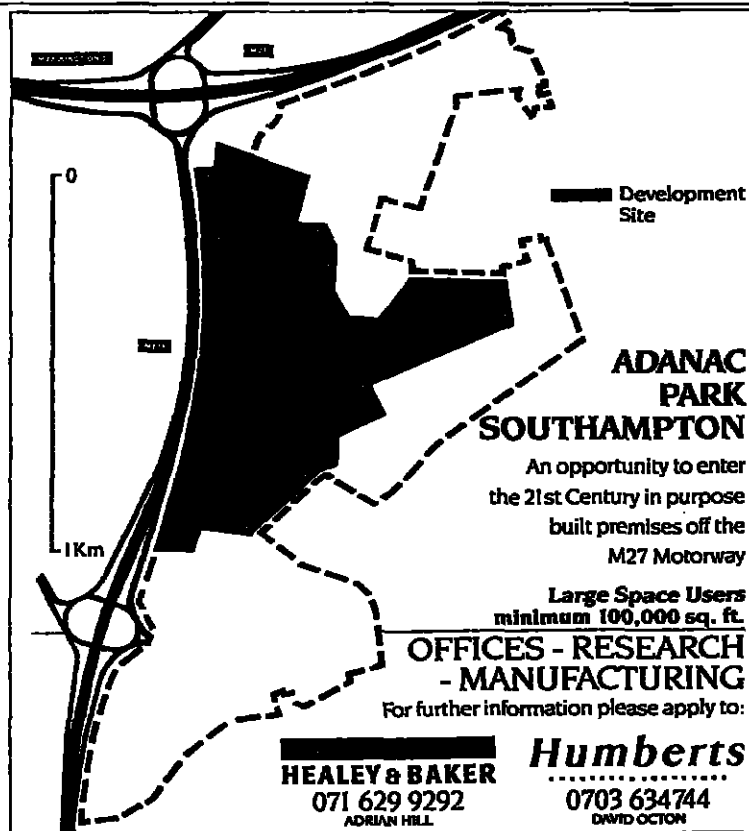 0
1Km
Development
Site
ADANAC
PARK
SOUTHAMPTON
An opportunity to enter
the 21st Century in purpose
built premises off the
M27 Motorway
Large Space Users
minimum 100,000 sq. ft.
OFFICES - RESEARCH
- MANUFACTURING
For further information please apply to:
HEALEY & BAKER
071 629 9292
ADRIAN HILL
Humberts
0703 634744
DAVID OCTON